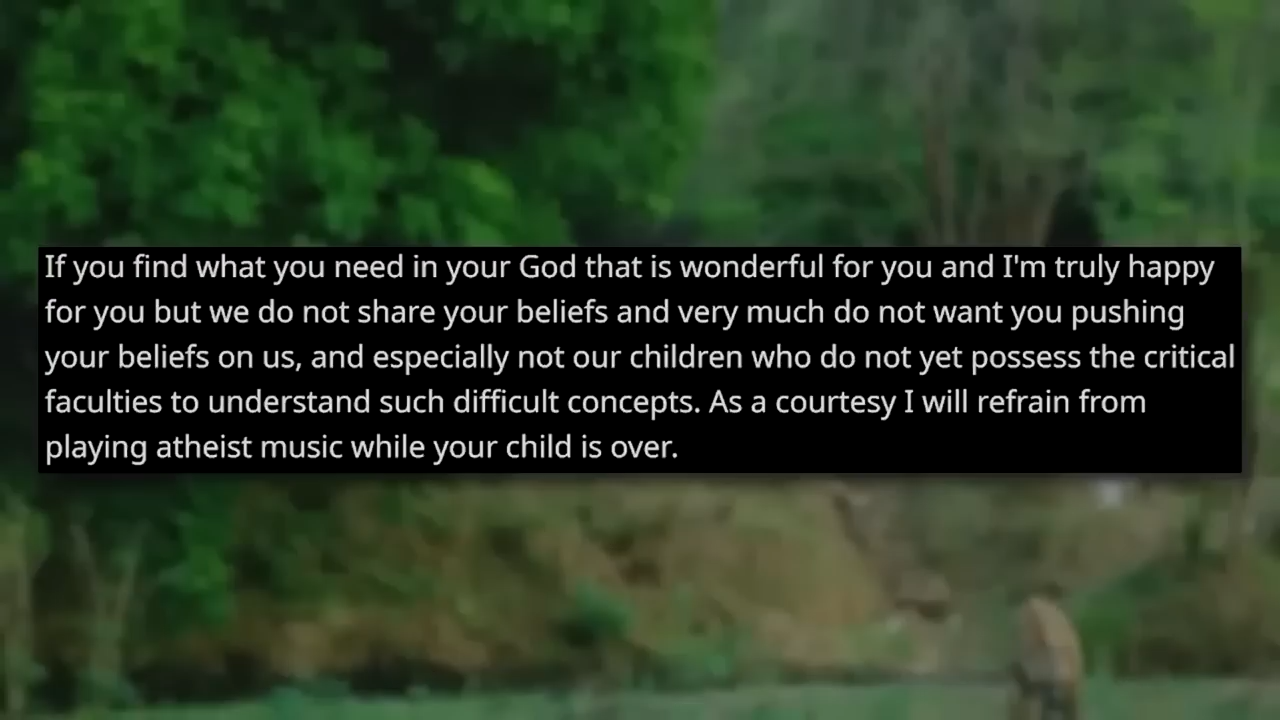 If you find what you need in your God that is wonderful for you and I'm truly happy
for you but we do not share your beliefs and very much do not want you pushing
your beliefs on us, and especially not our children who do not yet possess the critical
faculties to understand such difficult concepts. As a courtesy I will refrain from
playing atheist music while your child is over.